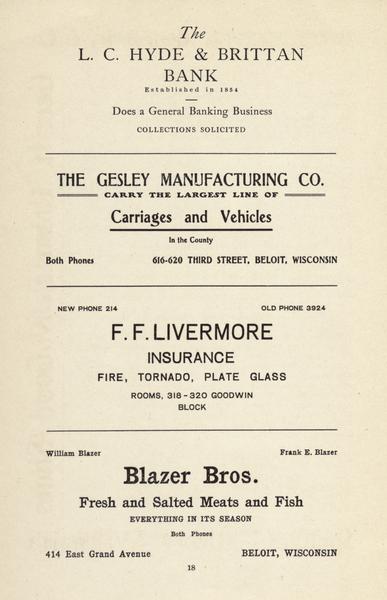 The
L. C. HYDE & BRITTAN
BANK
Established in 1854
Does a General Banking Business
COLLECTIONS SOLICITED
THE GESLEY MANUFACTURING CO.
CARRY THE LARGEST LINE OF
Carriages and Vehicles
In the County
Both Phones 616-620 THIRD STREET, BELOIT, WISCONSIN
NEW PHONE 214 OLD PHONE 3924
F. F. LIVERMORE
INSURANCE
FIRE, TORNADO, PLATE GLASS
ROOMS, 318-320 GOODWIN
BLOCK
William Blazer Frank E. Blazer
Blazer Bros.
Fresh and Salted Meats and Fish
EVERYTHING IN ITS SEASON
Both Phones
414 East Grand Avenue BELOIT, WISCONSIN
18